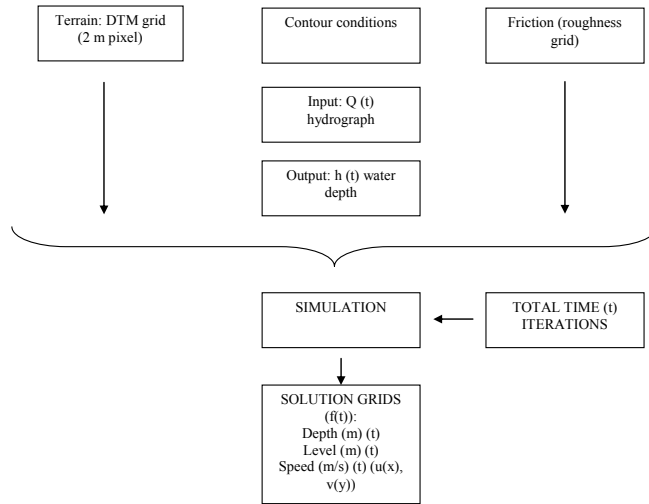 Terrain: DTM grid
(2 m pixel)
Contour conditions
Friction (roughness
grid)
Input: Q (t)
hydrograph
Output: h (t) water
depth
SIMULATION
TOTAL TIME (t)
ITERATIONS
SOLUTION GRIDS
(f(t)):
Depth (m) (t)
Level (m) (t)
Speed (m/s) (t) (u(x),
v(y))